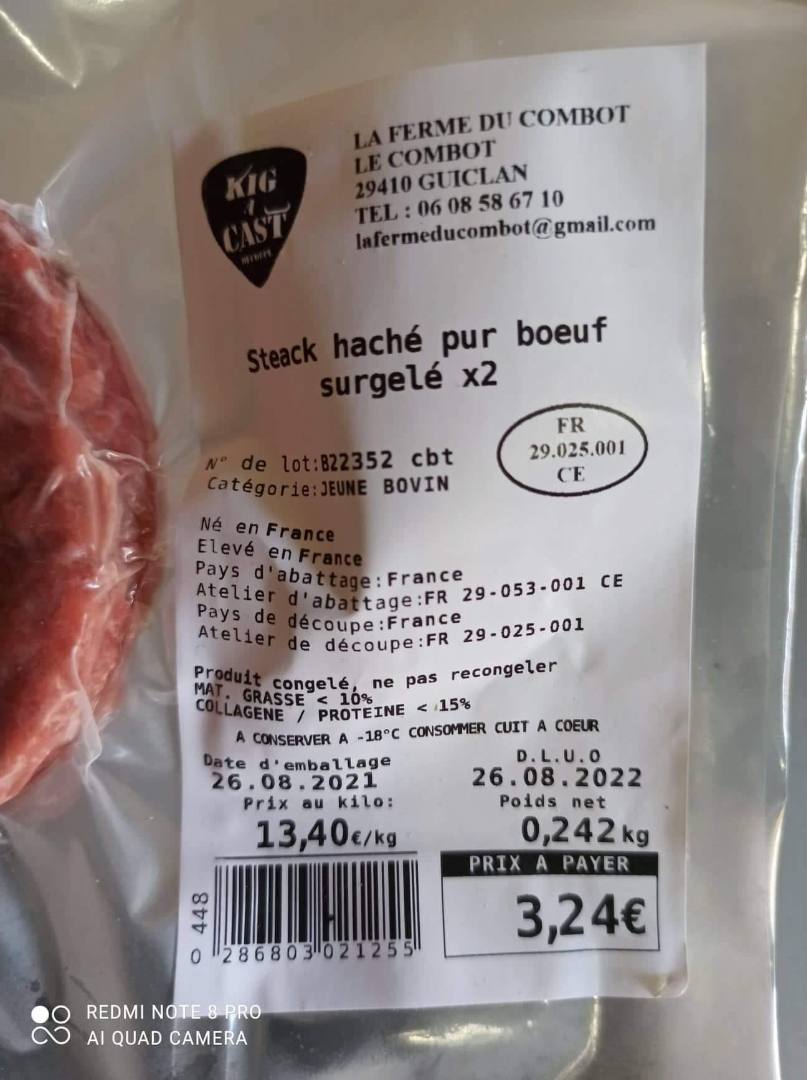 LA FERME DU COMBOT
LE COMBOT
29410 GUICLAN
TEL : 06 08 58 67 10
lafermeducombot@gmail.com
KIG
A
CAST
Steack haché pur boeuf
surgelé x2
FR
29.025.001
CE
N° de lot:B22352 cbt
Catégorie:JEUNE BOVIN
Né en France
Elevé en France
Pays d'abattage:France
Atelier d'abattage:FR 29-053-001 CE
Pays de découpe:France
Atelier de découpe:FR 29-025-001
Produit congelé, ne pas recongeler
MAT. GRASSE < 10%
COLLAGENE / PROTEINE < 15%
A CONSERVER A -18°C CONSOMMER CUIT A COEUR
Date d'emballage
26.08.2021
D.L.U.O
26.08.2022
Prix au kilo:
13,40€/kg
Poids net
0,242kg
PRIX A PAYER
3,24€
0 448
0 286803 021255
REDMI NOTE 8 PRO
AI QUAD CAMERA